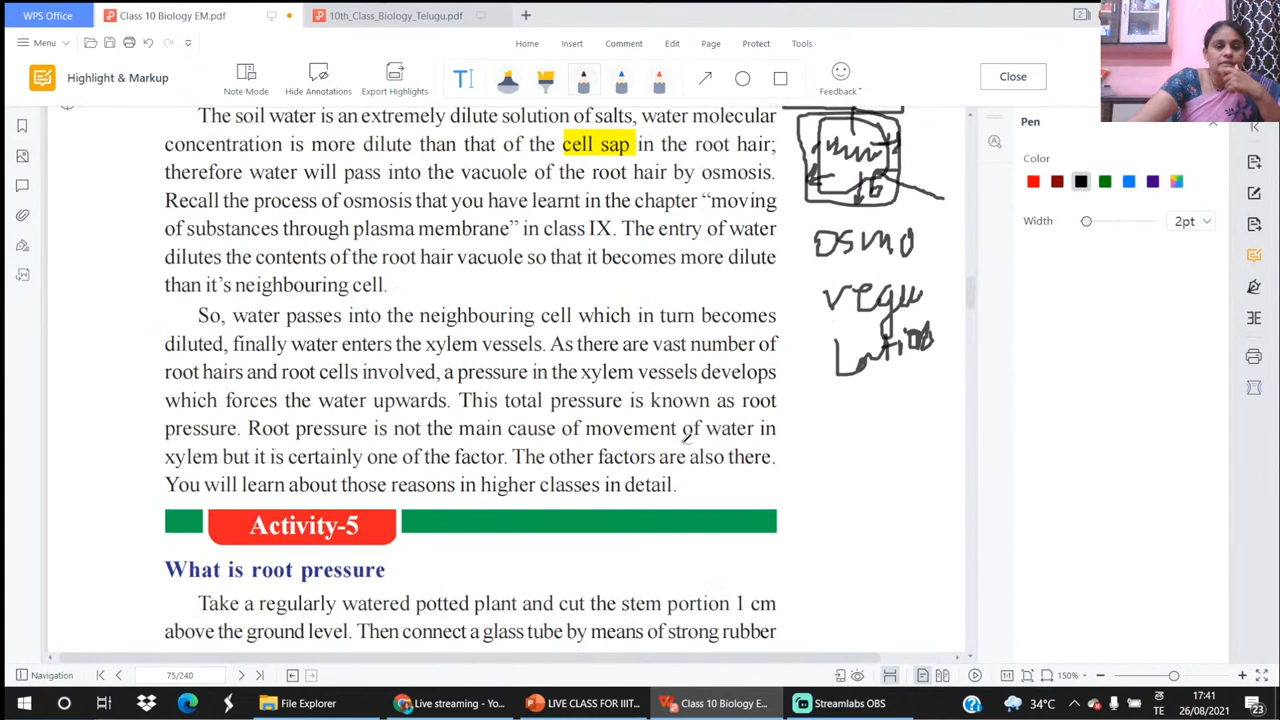 WPS Office
Class 10 Biology EM.pdf
10th_Class_Biology_Telugu.pdf
+
2
Menu
Home
Insert
Comment
Edit
Page
Protect
Tools
Highlight & Markup
Note Mode
Hide Annotations
Export Highlights
Feedback
Close
Pen
Color
Width
2pt
The soil water is an extremely dilute solution of salts, water molecular
concentration is more dilute than that of the cell sap in the root hair;
therefore water will pass into the vacuole of the root hair by osmosis.
Recall the process of osmosis that you have learnt in the chapter “moving
of substances through plasma membrane” in class IX. The entry of water
dilutes the contents of the root hair vacuole so that it becomes more dilute
than it’s neighbouring cell.
So, water passes into the neighbouring cell which in turn becomes
diluted, finally water enters the xylem vessels. As there are vast number of
root hairs and root cells involved, a pressure in the xylem vessels develops
which forces the water upwards. This total pressure is known as root
pressure. Root pressure is not the main cause of movement of water in
xylem but it is certainly one of the factor. The other factors are also there.
You will learn about those reasons in higher classes in detail.
osmo
regu
lation
Activity-5
What is root pressure
Take a regularly watered potted plant and cut the stem portion 1 cm
above the ground level. Then connect a glass tube by means of strong rubber
Navigation
75/240
150%
File Explorer
Live streaming - Yo...
LIVE CLASS FOR IIIT...
Class 10 Biology E...
Streamlabs OBS
34°C
TE
17:41
26/08/2021
23